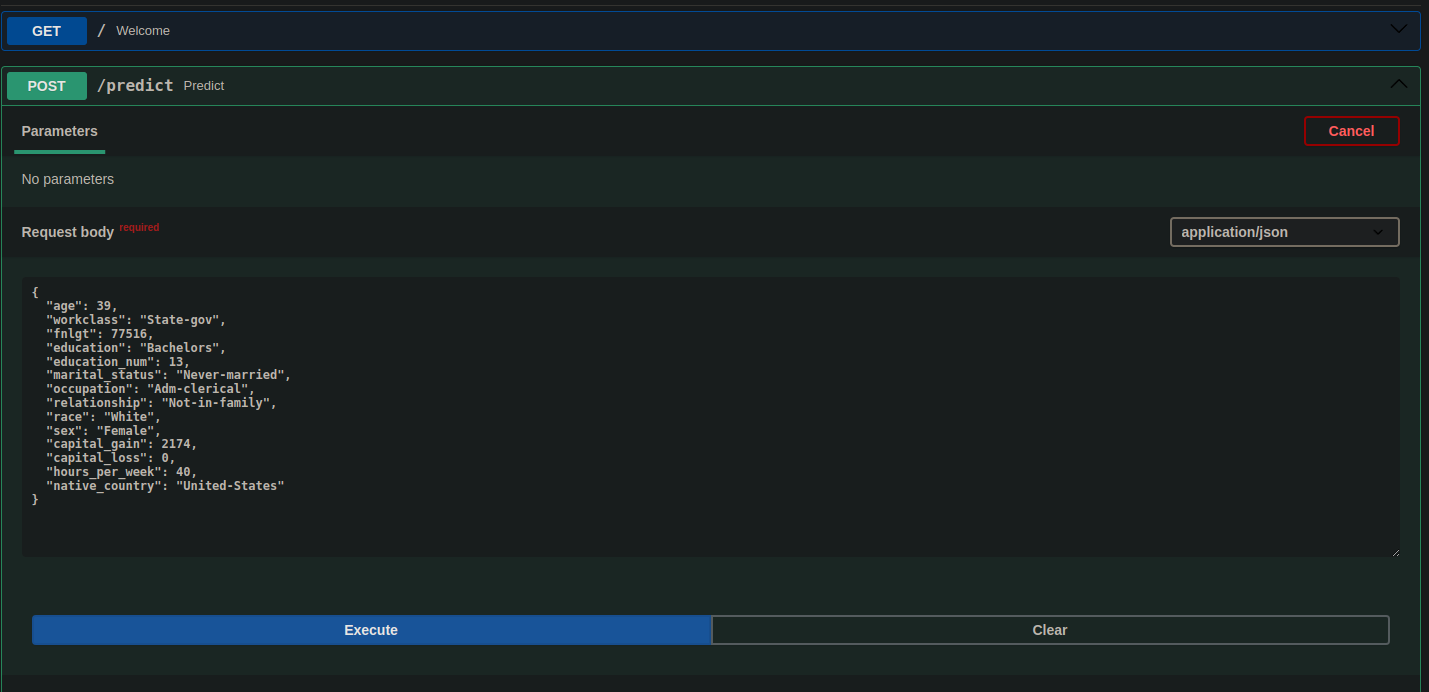 GET / Welcome
POST /predict Predict
Parameters
Cancel
No parameters
Request body required
application/json
{
  "age": 39,
  "workclass": "State-gov",
  "fnlgt": 77516,
  "education": "Bachelors",
  "education_num": 13,
  "marital_status": "Never-married",
  "occupation": "Adm-clerical",
  "relationship": "Not-in-family",
  "race": "White",
  "sex": "Female",
  "capital_gain": 2174,
  "capital_loss": 0,
  "hours_per_week": 40,
  "native_country": "United-States"
}
Execute
Clear